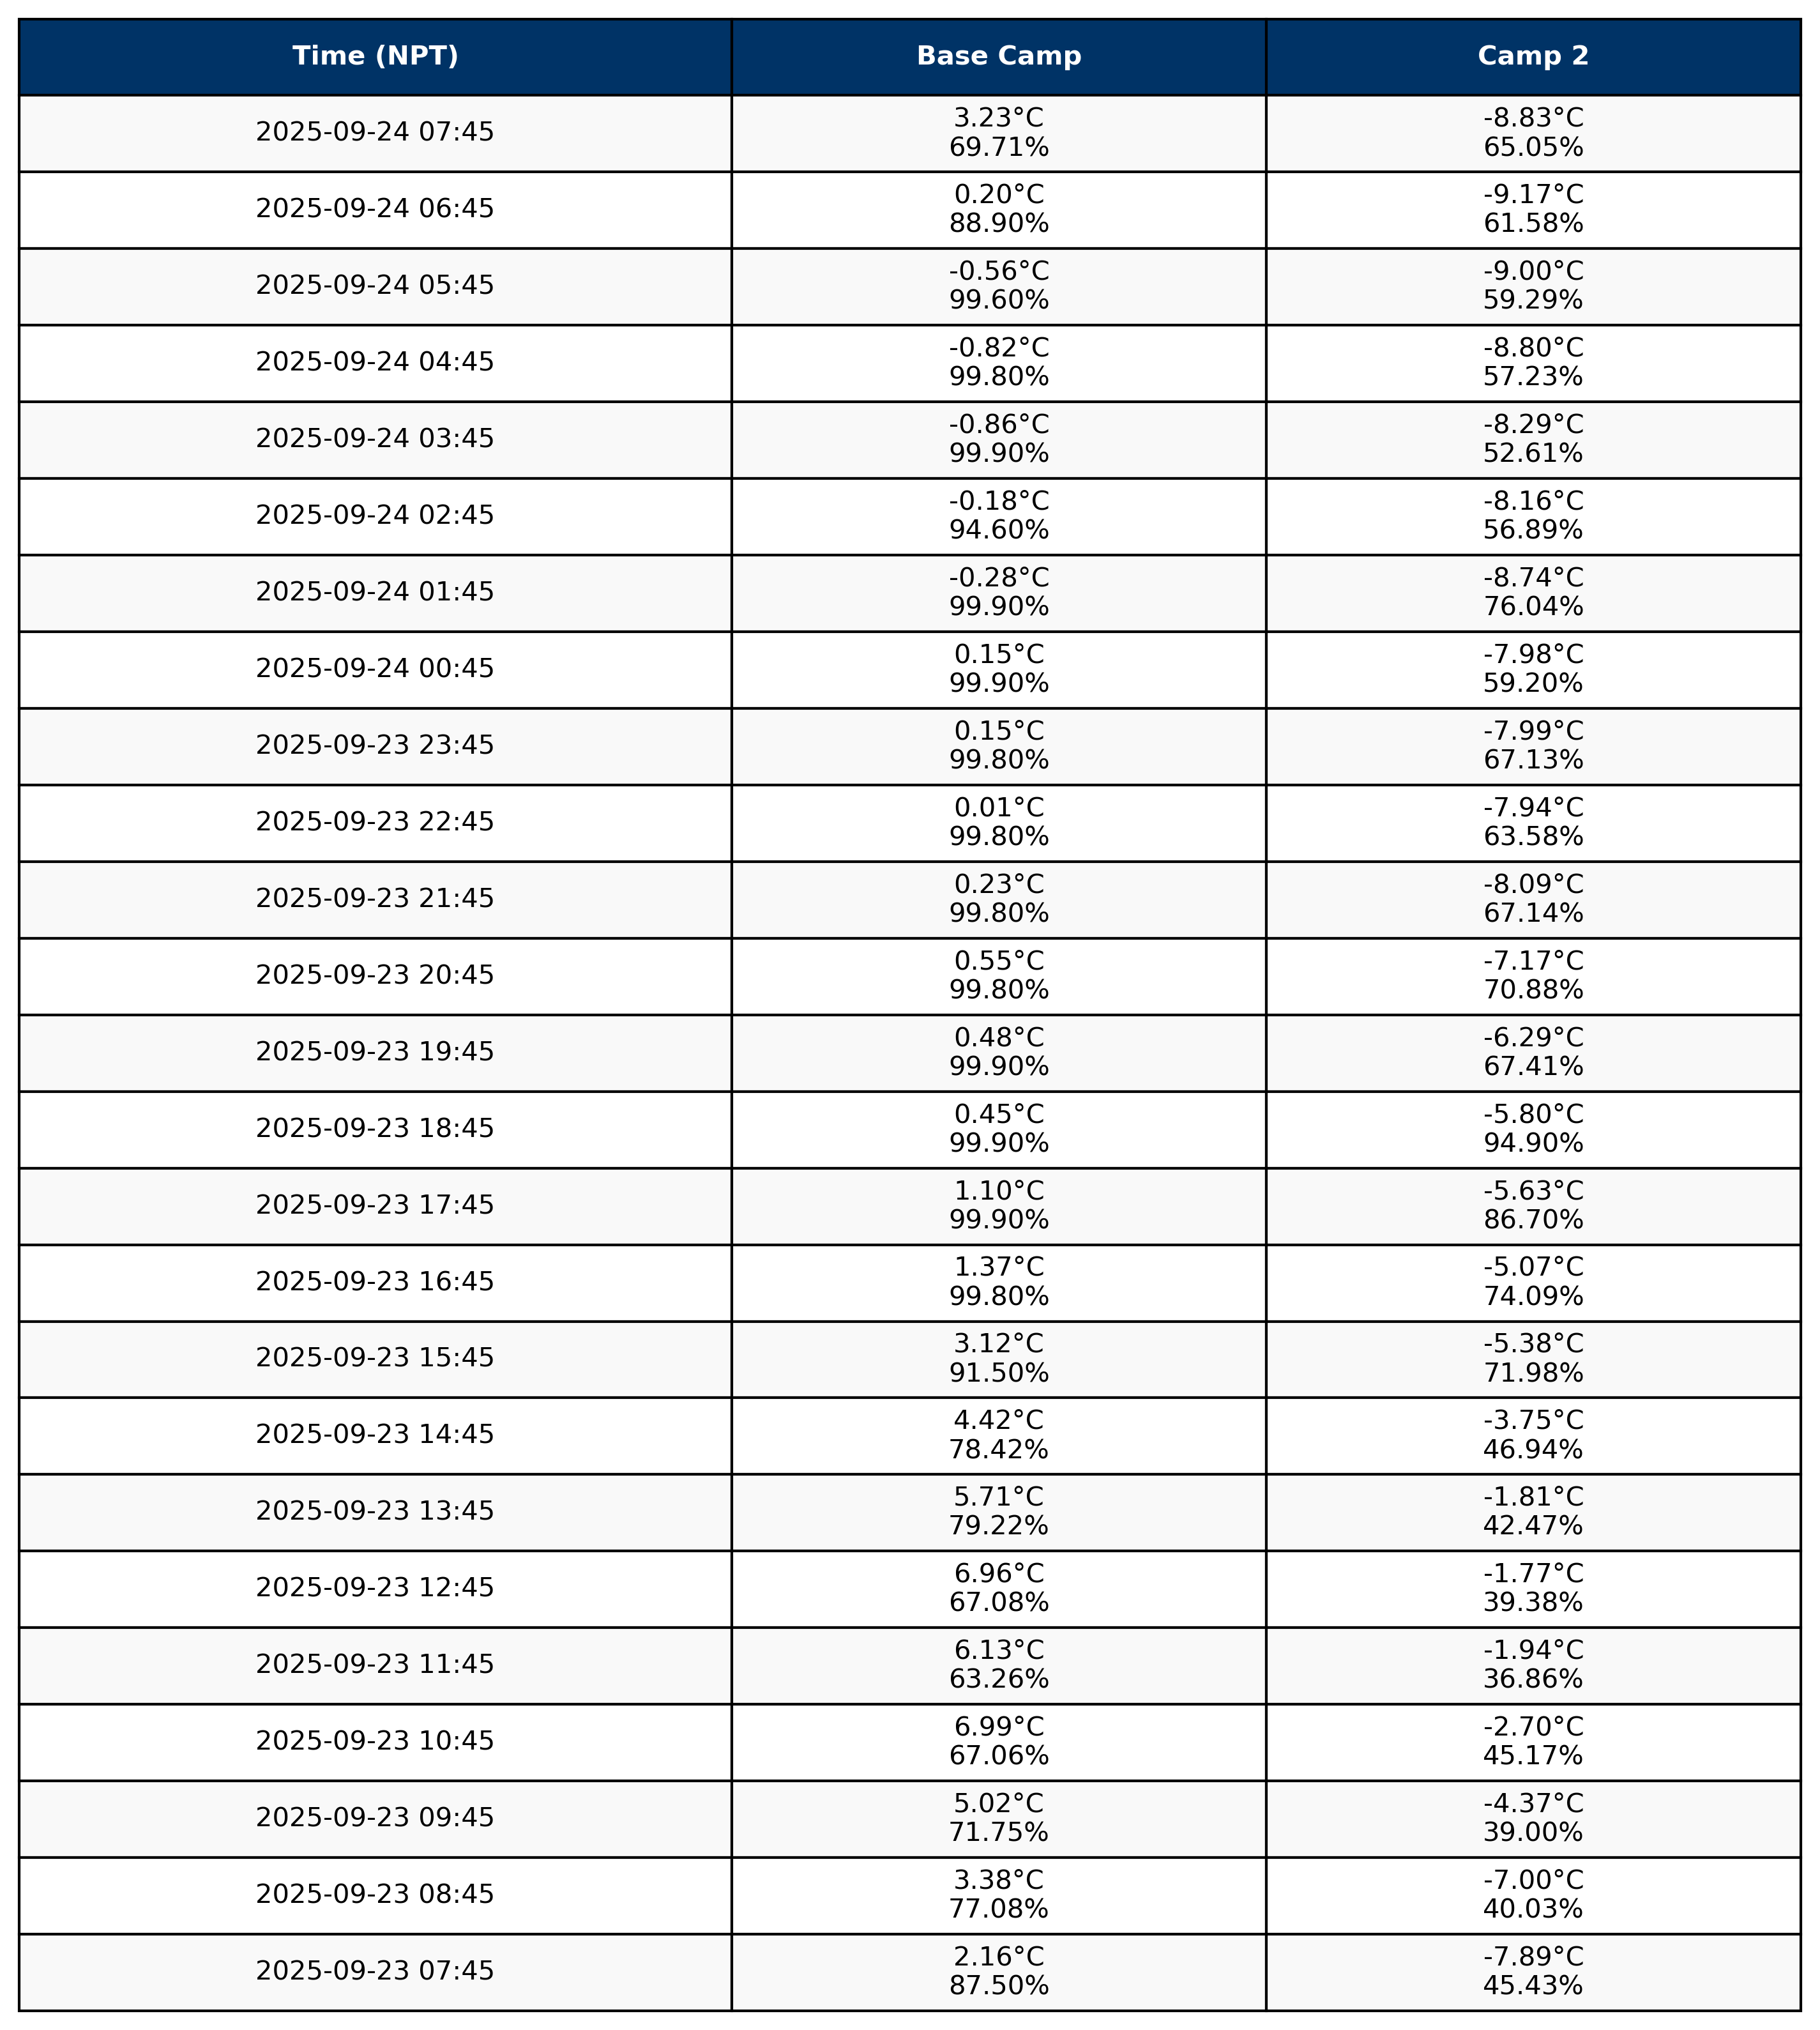 Time (NPT) Base Camp Camp 2
2025-09-24 07:45 3.23°C -8.83°C
69.71% 65.05%
2025-09-24 06:45 0.20°C -9.17°C
88.90% 61.58%
2025-09-24 05:45 -0.56°C -9.00°C
99.60% 59.29%
2025-09-24 04:45 -0.82°C -8.80°C
99.80% 57.23%
2025-09-24 03:45 -0.86°C -8.29°C
99.90% 52.61%
2025-09-24 02:45 -0.18°C -8.16°C
94.60% 56.89%
2025-09-24 01:45 -0.28°C -8.74°C
99.90% 76.04%
2025-09-24 00:45 0.15°C -7.98°C
99.90% 59.20%
2025-09-23 23:45 0.15°C -7.99°C
99.80% 67.13%
2025-09-23 22:45 0.01°C -7.94°C
99.80% 63.58%
2025-09-23 21:45 0.23°C -8.09°C
99.80% 67.14%
2025-09-23 20:45 0.55°C -7.17°C
99.80% 70.88%
2025-09-23 19:45 0.48°C -6.29°C
99.90% 67.41%
2025-09-23 18:45 0.45°C -5.80°C
99.90% 94.90%
2025-09-23 17:45 1.10°C -5.63°C
99.90% 86.70%
2025-09-23 16:45 1.37°C -5.07°C
99.80% 74.09%
2025-09-23 15:45 3.12°C -5.38°C
91.50% 71.98%
2025-09-23 14:45 4.42°C -3.75°C
78.42% 46.94%
2025-09-23 13:45 5.71°C -1.81°C
79.22% 42.47%
2025-09-23 12:45 6.96°C -1.77°C
67.08% 39.38%
2025-09-23 11:45 6.13°C -1.94°C
63.26% 36.86%
2025-09-23 10:45 6.99°C -2.70°C
67.06% 45.17%
2025-09-23 09:45 5.02°C -4.37°C
71.75% 39.00%
2025-09-23 08:45 3.38°C -7.00°C
77.08% 40.03%
2025-09-23 07:45 2.16°C -7.89°C
87.50% 45.43%